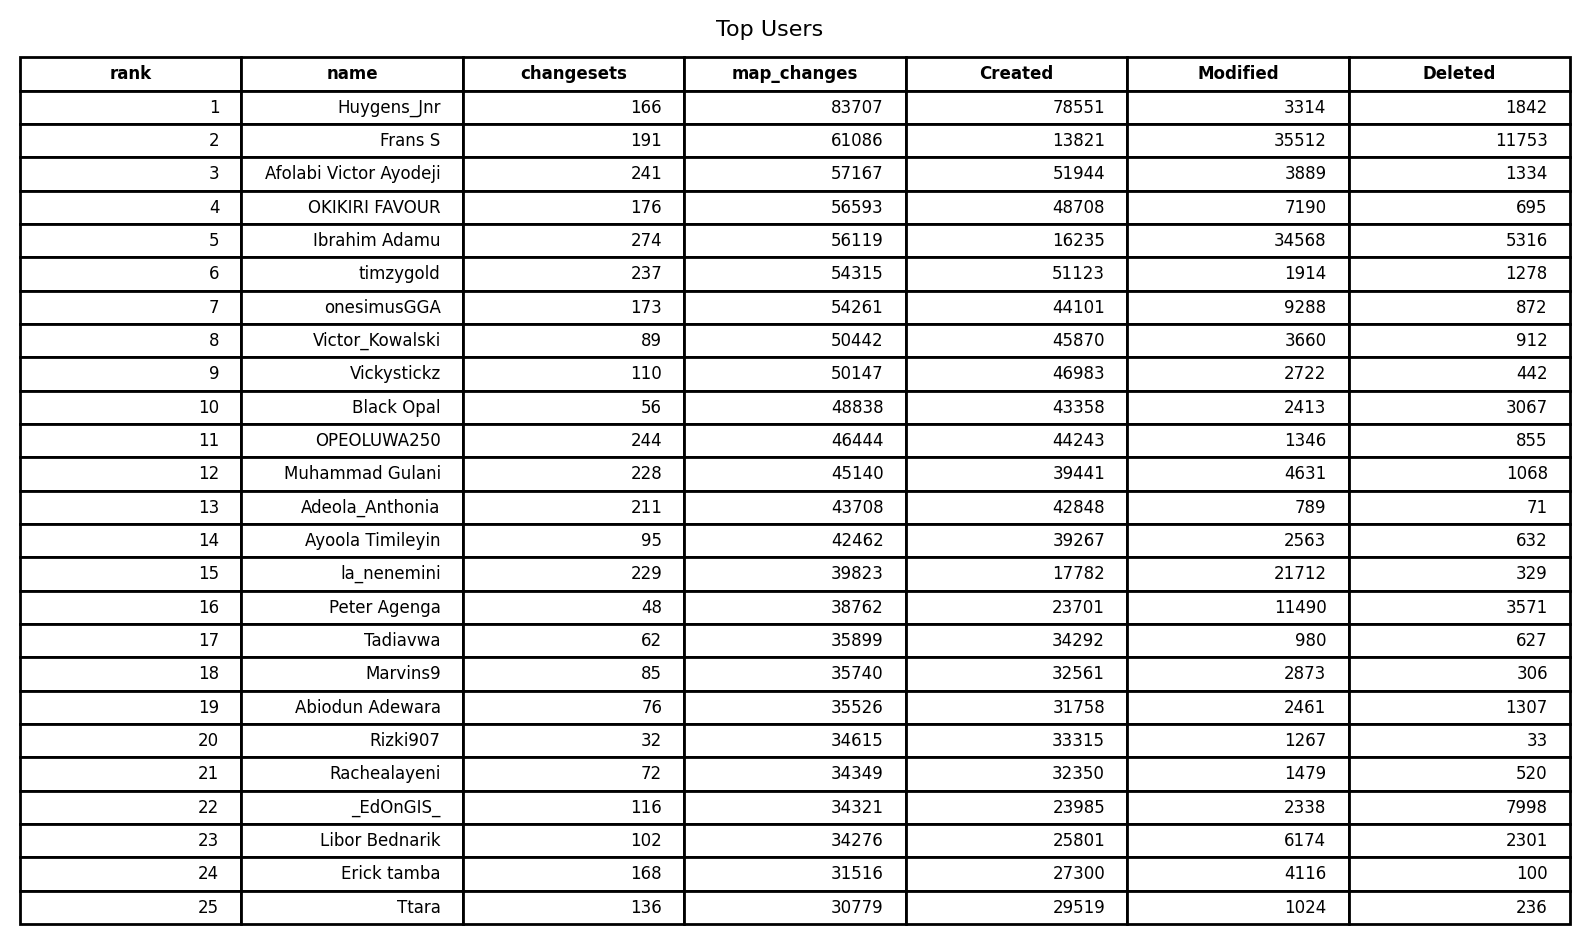 Top Users
rank name changesets map_changes Created Modified Deleted
1 Huygens_Jnr 166 83707 78551 3314 1842
2 Frans S 191 61086 13821 35512 11753
3 Afolabi Victor Ayodeji 241 57167 51944 3889 1334
4 OKIKIRI FAVOUR 176 56593 48708 7190 695
5 Ibrahim Adamu 274 56119 16235 34568 5316
6 timzygold 237 54315 51123 1914 1278
7 onesimusGGA 173 54261 44101 9288 872
8 Victor_Kowalski 89 50442 45870 3660 912
9 Vickystickz 110 50147 46983 2722 442
10 Black Opal 56 48838 43358 2413 3067
11 OPEOLUWA250 244 46444 44243 1346 855
12 Muhammad Gulani 228 45140 39441 4631 1068
13 Adeola_Anthonia 211 43708 42848 789 71
14 Ayoola Timileyin 95 42462 39267 2563 632
15 la_nenemini 229 39823 17782 21712 329
16 Peter Agenga 48 38762 23701 11490 3571
17 Tadiavwa 62 35899 34292 980 627
18 Marvins9 85 35740 32561 2873 306
19 Abiodun Adewara 76 35526 31758 2461 1307
20 Rizki907 32 34615 33315 1267 33
21 Rachealayeni 72 34349 32350 1479 520
22 _EdOnGIS_ 116 34321 23985 2338 7998
23 Libor Bednarik 102 34276 25801 6174 2301
24 Erick tamba 168 31516 27300 4116 100
25 Ttara 136 30779 29519 1024 236